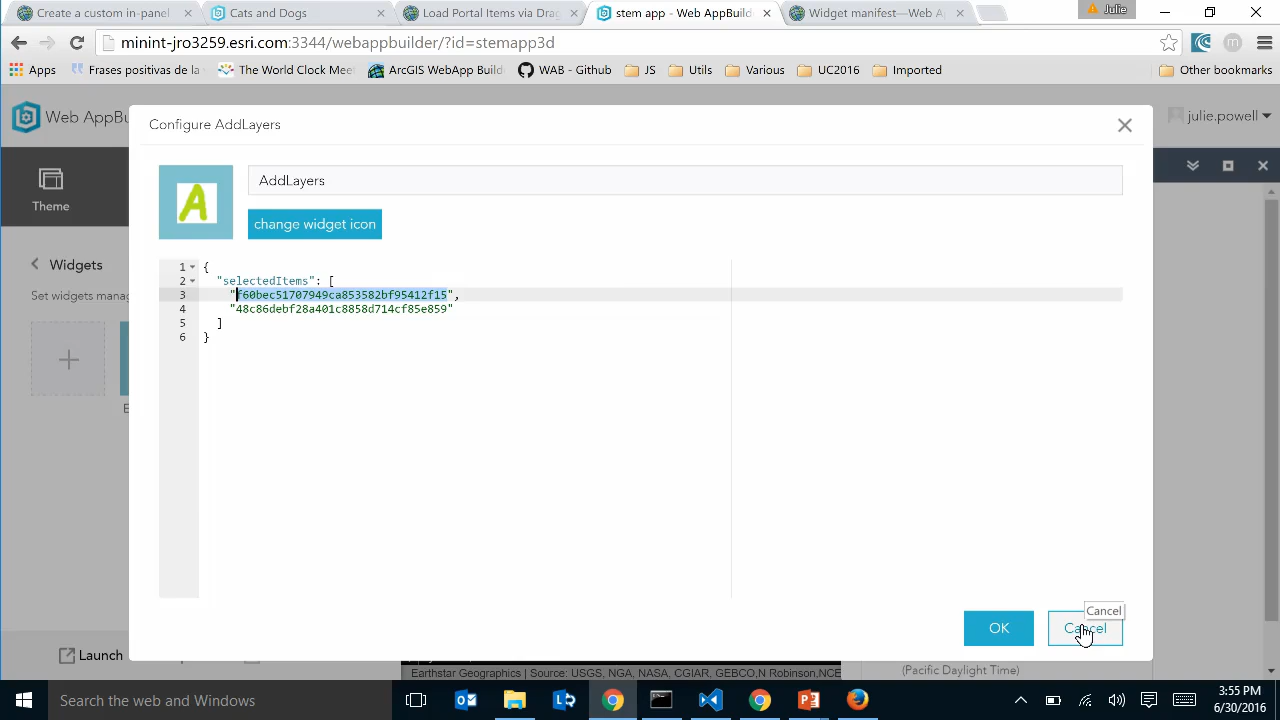 Create a custom in-panel
Cats and Dogs
Load Portal Items via Drag
stem app - Web AppBuild
Widget manifest—Web A
Julie
minint-jro3259.esri.com:3344/webappbuilder/?id=stemapp3d
Apps
Frases positivas de la
The World Clock Mee
ArcGIS WebApp Build
WAB - Github
JS
Util
Various
UC2016
Imported
Other bookmarks
Web AppBu
julie.powell
Configure AddLayers
AddLayers
change widget icon
Theme
Widgets
Set widgets manag
1 {
2 "selectedItems": [
3 "f60bec51707949ca853582bf95412f15",
4 "48c86debf28a401c8858d714cf85e859"
5 ]
6 }
Cancel
OK
Cancel
Launch
(Pacific Daylight Time)
Earthstar Geographics | Source: USGS, NGA, NASA, CGIAR, GEBCO,N Robinson,NCE
Search the web and Windows
3:55 PM
6/30/2016